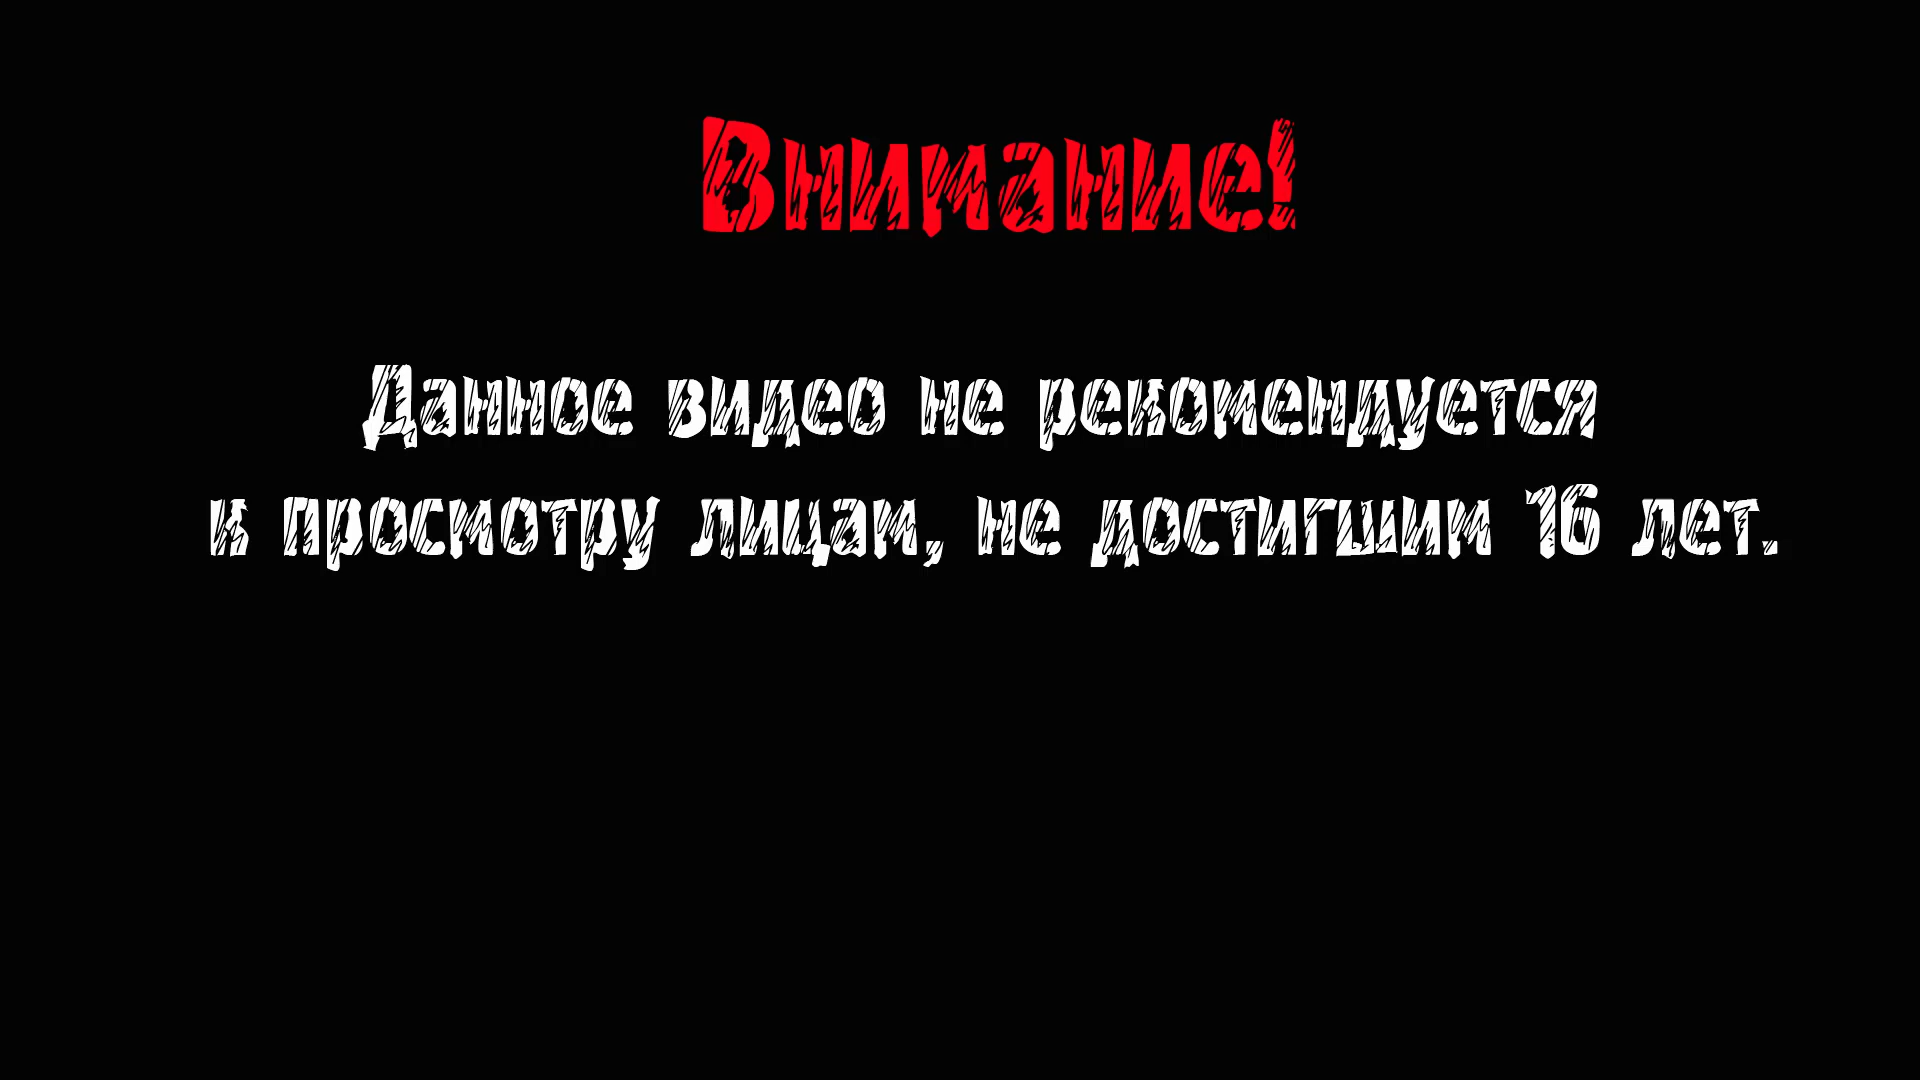 Внимание!
Данное видео не рекомендуется
к просмотру лицам, не достигшим 16 лет.